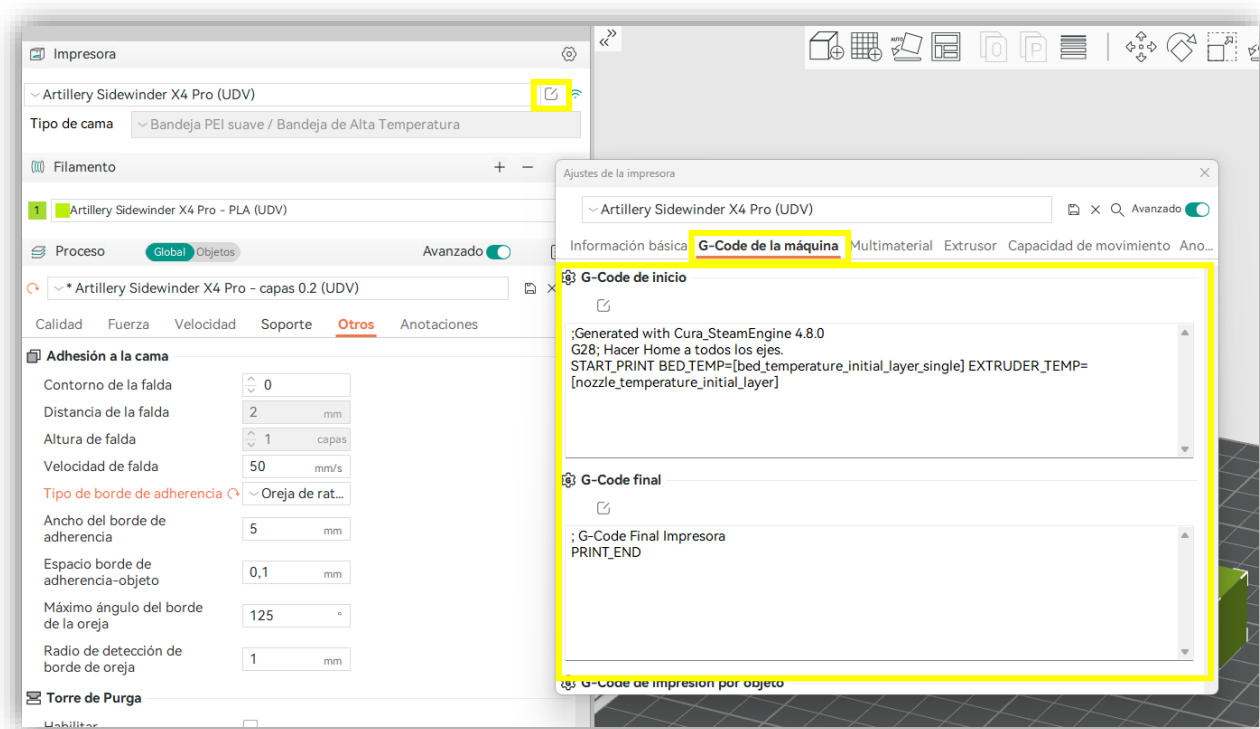 Impresora
Artillery Sidewinder X4 Pro (UDV)
Tipo de cama
Bandeja PEI suave / Bandeja de Alta Temperatura
Filamento
1
Artillery Sidewinder X4 Pro - PLA (UDV)
Proceso
Global
Objetos
Avanzado
* Artillery Sidewinder X4 Pro - capas 0.2 (UDV)
Calidad
Fuerza
Velocidad
Soporte
Otros
Anotaciones
Adhesión a la cama
Contorno de la falda
0
Distancia de la falda
2 mm
Altura de falda
1 capas
Velocidad de falda
50 mm/s
Tipo de borde de adherencia
Oreja de rat...
Ancho del borde de
adherencia
5 mm
Espacio borde de
adherencia-objeto
0,1 mm
Máximo ángulo del borde
de la oreja
125 °
Radio de detección de
borde de oreja
1 mm
Torre de Purga
Habilitar
AUTO
O
P
Ajustes de la impresora
Artillery Sidewinder X4 Pro (UDV)
Avanzado
Información básica
G-Code de la máquina
Multimaterial
Extrusor
Capacidad de movimiento
Ano...
G-Code de inicio
;Generated with Cura_SteamEngine 4.8.0
G28; Hacer Home a todos los ejes.
START_PRINT BED_TEMP=[bed_temperature_initial_layer_single] EXTRUDER_TEMP=
[nozzle_temperature_initial_layer]
G-Code final
; G-Code Final Impresora
PRINT_END
G-Code de impresión por objeto